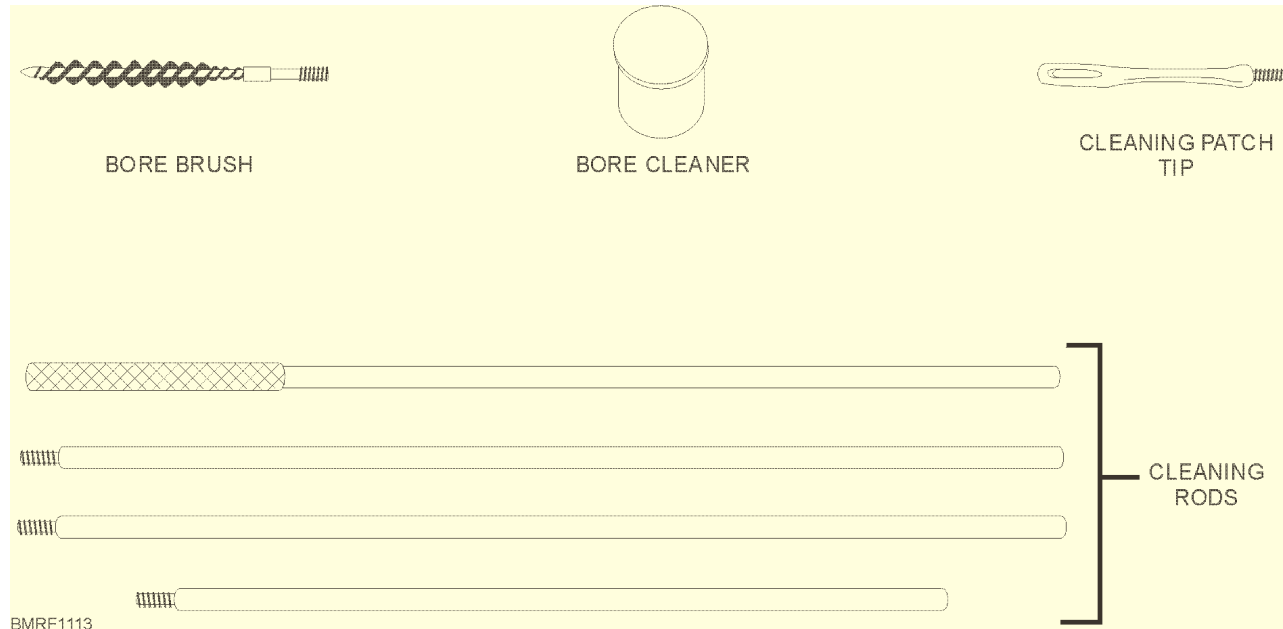 BORE BRUSH
BORE CLEANER
CLEANING PATCH
TIP
CLEANING
RODS
BMRF1113